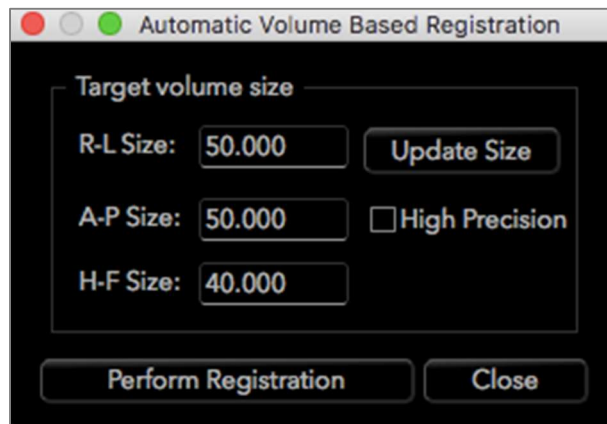 Automatic Volume Based Registration
Target volume size
R-L Size: 50.000 Update Size
A-P Size: 50.000 High Precision
H-F Size: 40.000
Perform Registration Close